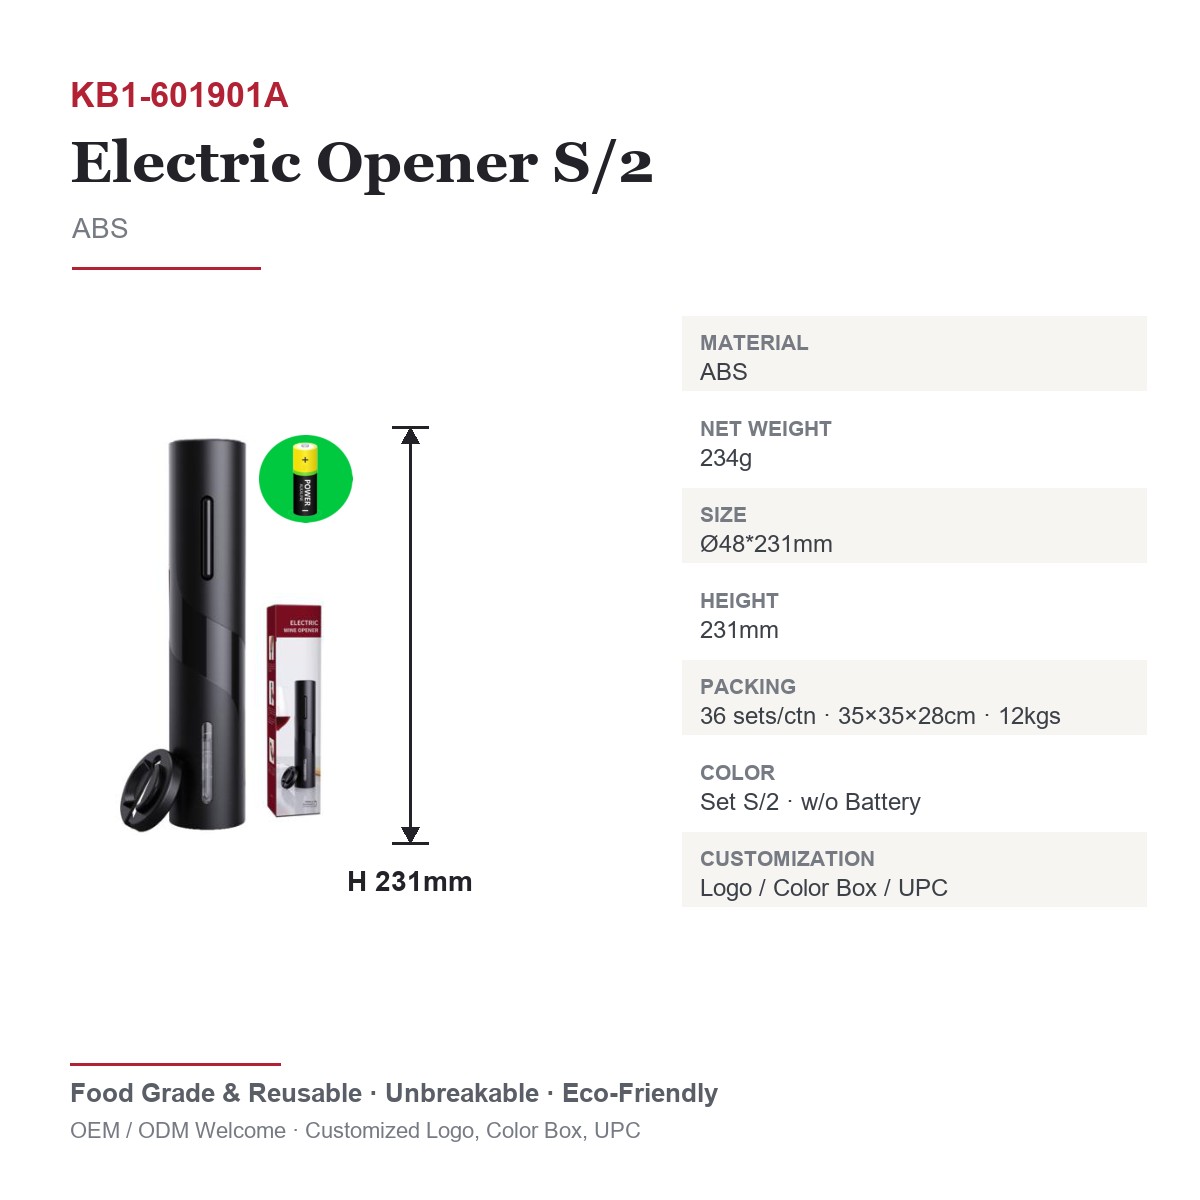 KB1-601901A
Electric Opener S/2
ABS
MATERIAL
ABS
NET WEIGHT
234g
SIZE
Ø48*231mm
HEIGHT
231mm
PACKING
36 sets/ctn · 35×35×28cm · 12kgs
COLOR
Set S/2 · w/o Battery
CUSTOMIZATION
Logo / Color Box / UPC
+
POWER
ELECTRIC
WINE OPENER
H 231mm
Food Grade & Reusable · Unbreakable · Eco-Friendly
OEM / ODM Welcome · Customized Logo, Color Box, UPC